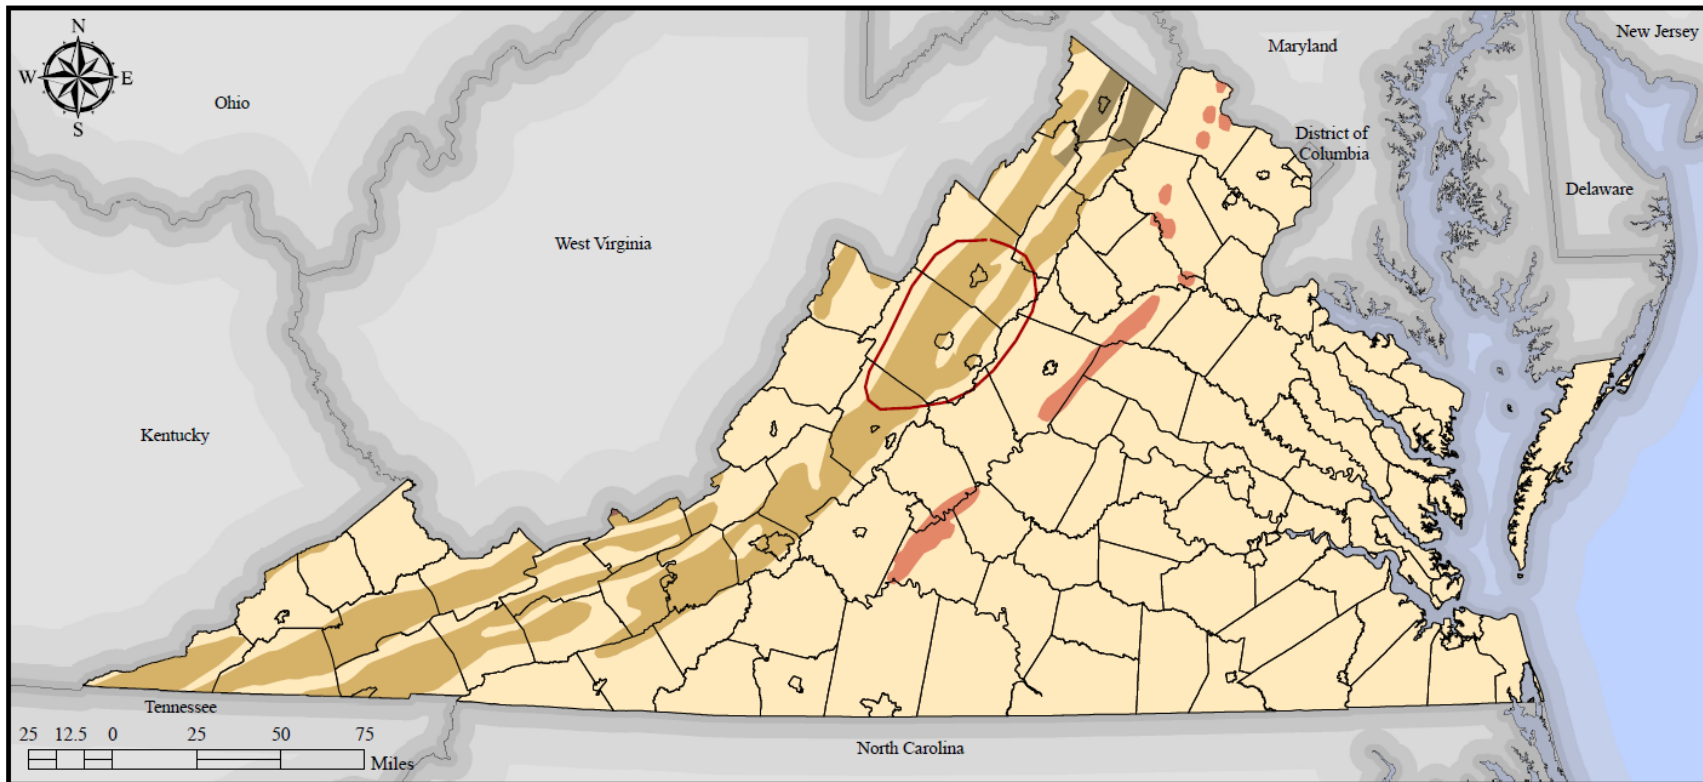 N
W E
S
Ohio
Maryland
New Jersey
District of
Columbia
Delaware
West Virginia
Kentucky
Tennessee
North Carolina
25 12.5 0 25 50 75
Miles